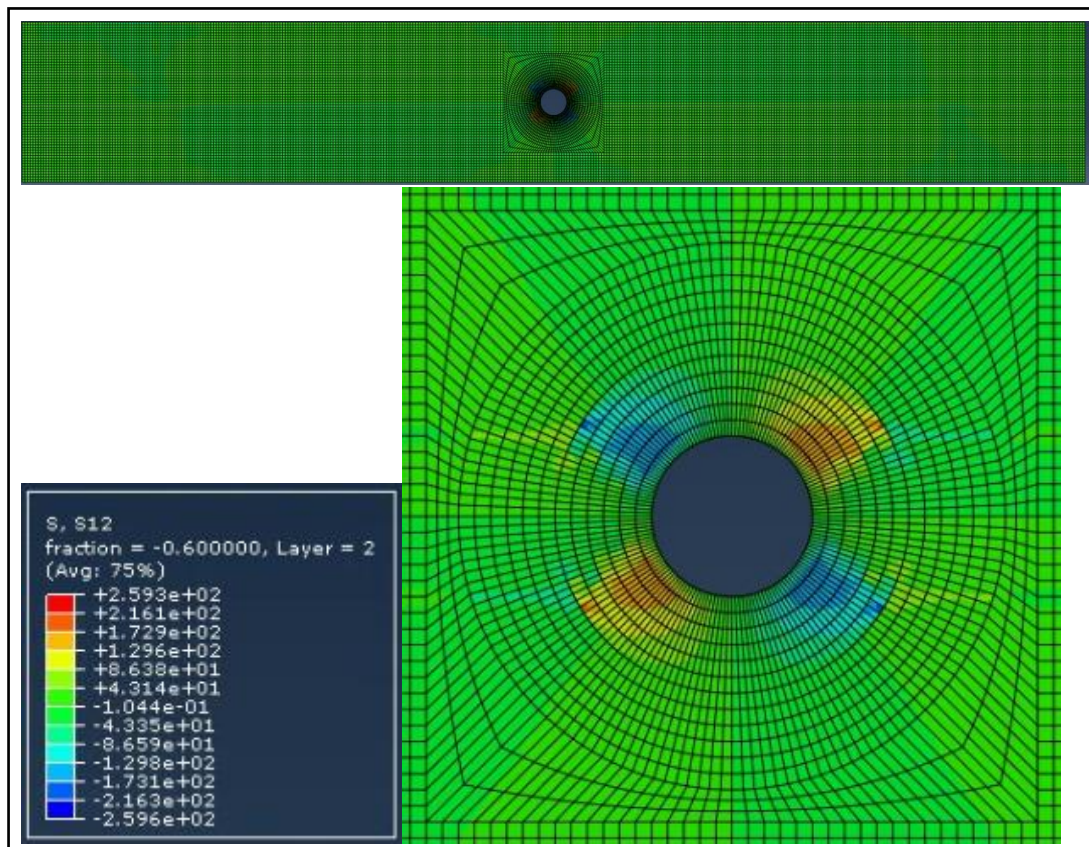 S, S12
fraction = -0.600000, Layer = 2
(Avg: 75%)
+2.593e+02
+2.161e+02
+1.729e+02
+1.296e+02
+8.638e+01
+4.314e+01
-1.044e-01
-4.335e+01
-8.659e+01
-1.298e+02
-1.731e+02
-2.163e+02
-2.596e+02